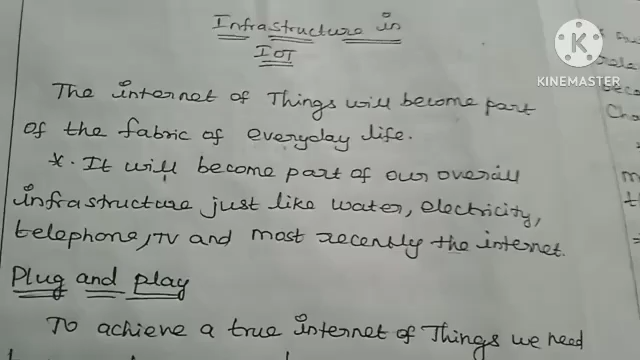 Infrastructure in
IOT
The internet of Things will become part
of the fabric of everyday life.
*. It will become part of our overall
infrastructure just like water, electricity,
telephone, TV and most recently the internet.
Plug and play
To achieve a true internet of Things we need
K
KINEMASTER